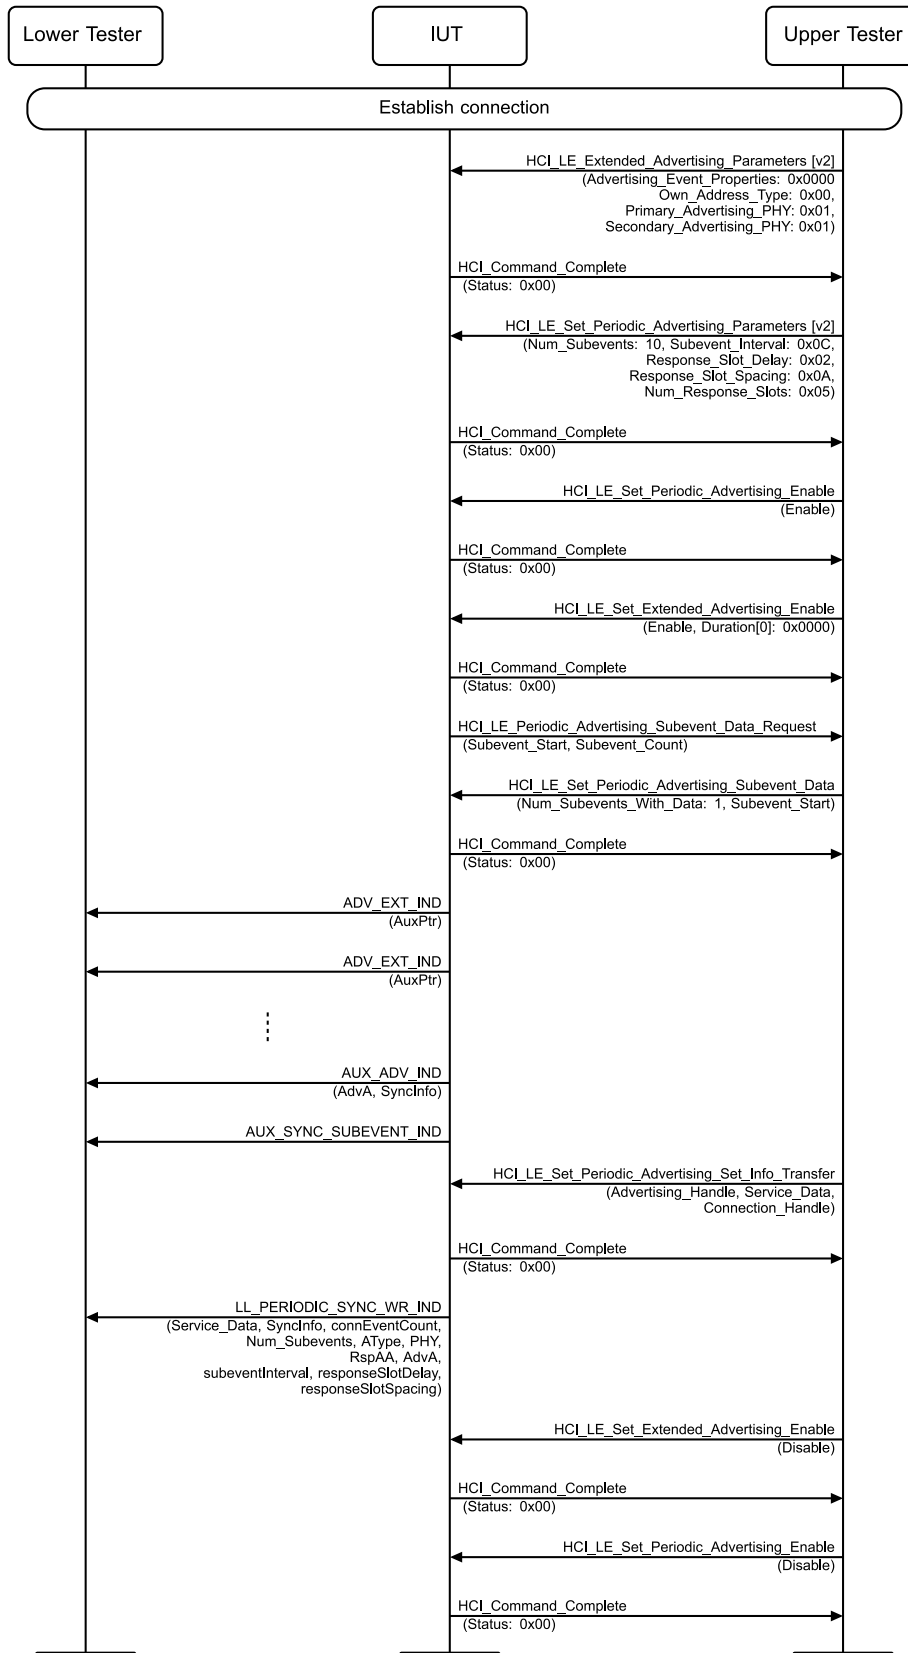 Lower Tester
IUT
Upper Tester
Establish connection
HCI_LE_Extended_Advertising_Parameters [v2]
(Advertising_Event_Properties: 0x0000
Own_Address_Type: 0x00,
Primary_Advertising_PHY: 0x01,
Secondary_Advertising_PHY: 0x01)
HCI_Command_Complete
(Status: 0x00)
HCI_LE_Set_Periodic_Advertising_Parameters [v2]
(Num_Subevents: 10, Subevent_Interval: 0x0C,
Response_Slot_Delay: 0x02,
Response_Slot_Spacing: 0x0A,
Num_Response_Slots: 0x05)
HCI_Command_Complete
(Status: 0x00)
HCI_LE_Set_Periodic_Advertising_Enable
(Enable)
HCI_Command_Complete
(Status: 0x00)
HCI_LE_Set_Extended_Advertising_Enable
(Enable, Duration[0]: 0x0000)
HCI_Command_Complete
(Status: 0x00)
HCI_LE_Periodic_Advertising_Subevent_Data_Request
(Subevent_Start, Subevent_Count)
HCI_LE_Set_Periodic_Advertising_Subevent_Data
(Num_Subevents_With_Data: 1, Subevent_Start)
HCI_Command_Complete
(Status: 0x00)
ADV_EXT_IND
(AuxPtr)
ADV_EXT_IND
(AuxPtr)
AUX_ADV_IND
(AdvA, SyncInfo)
AUX_SYNC_SUBEVENT_IND
HCI_LE_Set_Periodic_Advertising_Set_Info_Transfer
(Advertising_Handle, Service_Data,
Connection_Handle)
HCI_Command_Complete
(Status: 0x00)
LL_PERIODIC_SYNC_WR_IND
(Service_Data, SyncInfo, connEventCount,
Num_Subevents, AType, PHY,
RspAA, AdvA,
subeventInterval, responseSlotDelay,
responseSlotSpacing)
HCI_LE_Set_Extended_Advertising_Enable
(Disable)
HCI_Command_Complete
(Status: 0x00)
HCI_LE_Set_Periodic_Advertising_Enable
(Disable)
HCI_Command_Complete
(Status: 0x00)